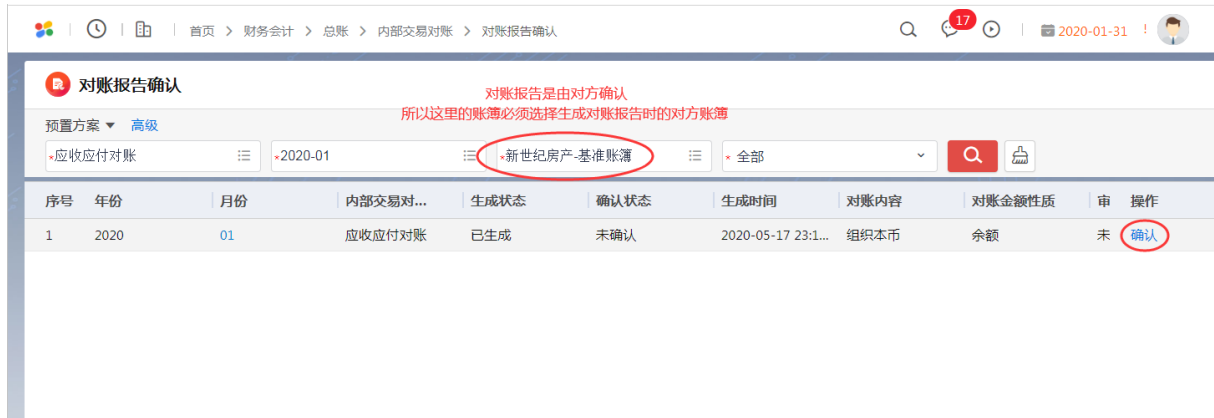 首页 > 财务会计 > 总账 > 内部交易对账 > 对账报告确认
17
2020-01-31 !
对账报告确认
对账报告是由对方确认
所以这里的账簿必须选择生成对账报告时的对方账簿
预置方案 高级
*应收应付对账 *2020-01 *新世纪房产-基准账簿 * 全部
序号 年份 月份 内部交易对... 生成状态 确认状态 生成时间 对账内容 对账金额性质 审 操作
1 2020 01 应收应付对账 已生成 未确认 2020-05-17 23:1... 组织本币 余额 未 确认